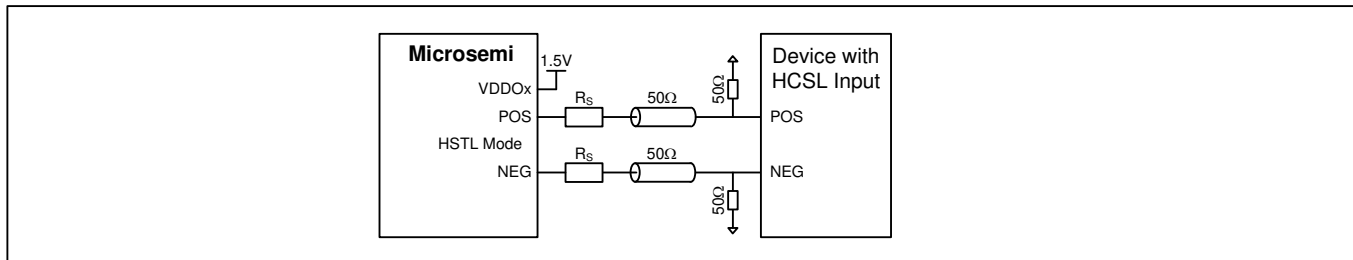 Microsemi
1.5V
VDDOx
POS
HSTL Mode
NEG
RS
50Ω
RS
50Ω
50Ω
50Ω
Device with
HCSL Input
POS
NEG